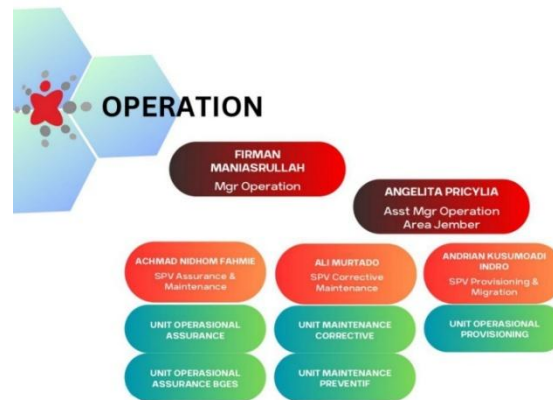 OPERATION
FIRMAN
MANIASRULLAH
Mgr Operation
ANGELITA PRICYLIA
Asst Mgr Operation
Area Jember
ACHMAD NIDHOM FAHMIE
SPV Assurance &
Maintenance
ALI MURTADO
SPV Corrective
Maintenance
ANDRIAN KUSUMOADI
INDRO
SPV Provisioning &
Migration
UNIT OPERASIONAL
ASSURANCE
UNIT MAINTENANCE
CORRECTIVE
UNIT OPERASIONAL
PROVISIONING
UNIT OPERASIONAL
ASSURANCE BGES
UNIT MAINTENANCE
PREVENTIF